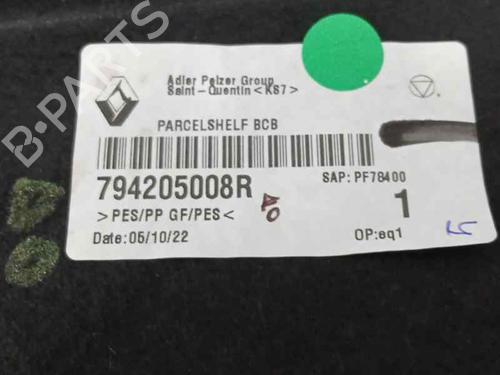 B-PARTS
Adler Pelzer Group
Saint-Quentin <KS7>
PARCELSHELF BCB
794205008R
SAP: PF78400
>PES/PP GF/PES<
1
Date: 05/10/22
OP:eq1